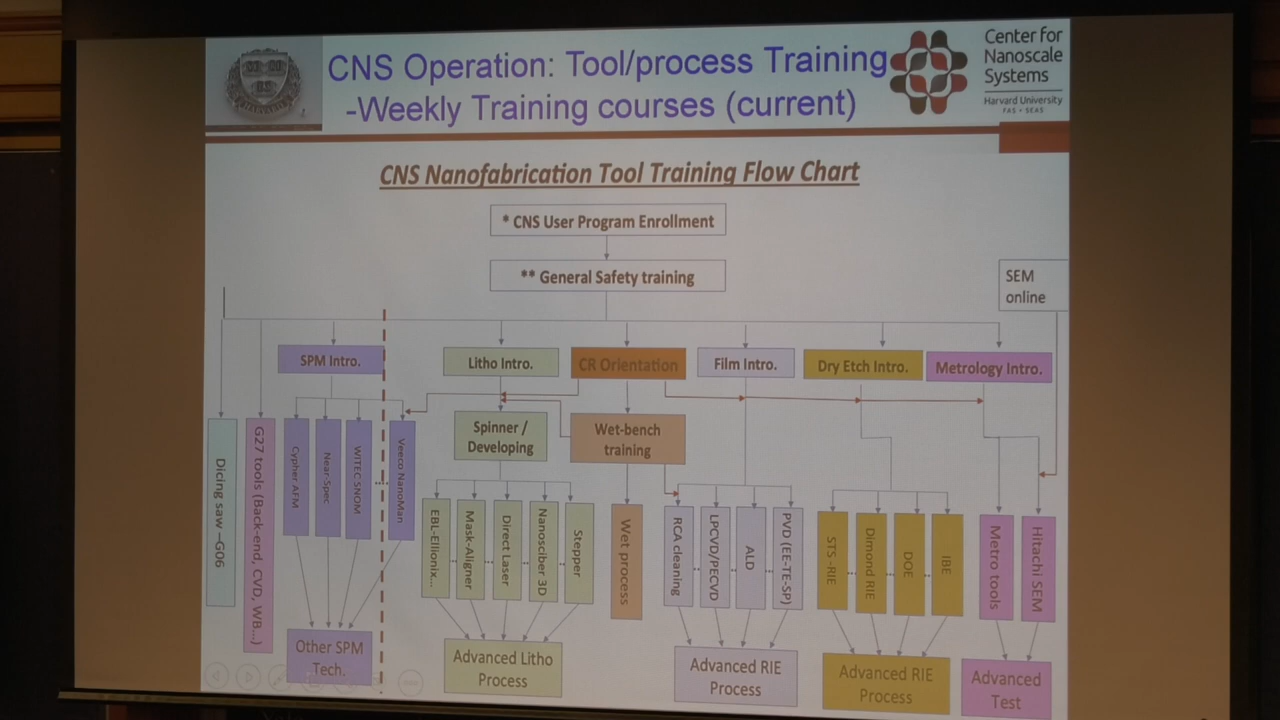 CNS Operation: Tool/process Training
-Weekly Training courses (current)
Center for
Nanoscale
Systems
Harvard University
FAS - SEAS
CNS Nanofabrication Tool Training Flow Chart
* CNS User Program Enrollment
** General Safety training
SEM
online
SPM Intro.
Litho Intro.
CR Orientation
Film Intro.
Dry Etch Intro.
Metrology Intro.
Spinner /
Developing
Wet-bench
training
Dicing saw –G06
G27 tools (Back-end, CVD, WB...)
Cypher AFM
Near-Spec
WITEC SNOM
Veeco NanoMan
EBL-Ellionix...
Mask-Aligner
Direct Laser
Nanosciber 3D
Stepper
Wet process
RCA cleaning
LPCVD/PECVD
ALD
PVD (EE-TE-SP)
STS -RIE
Dimond RIE
DOE
IBE
Metro tools
Hitachi SEM
Other SPM
Tech.
Advanced Litho
Process
Advanced RIE
Process
Advanced RIE
Process
Advanced
Test